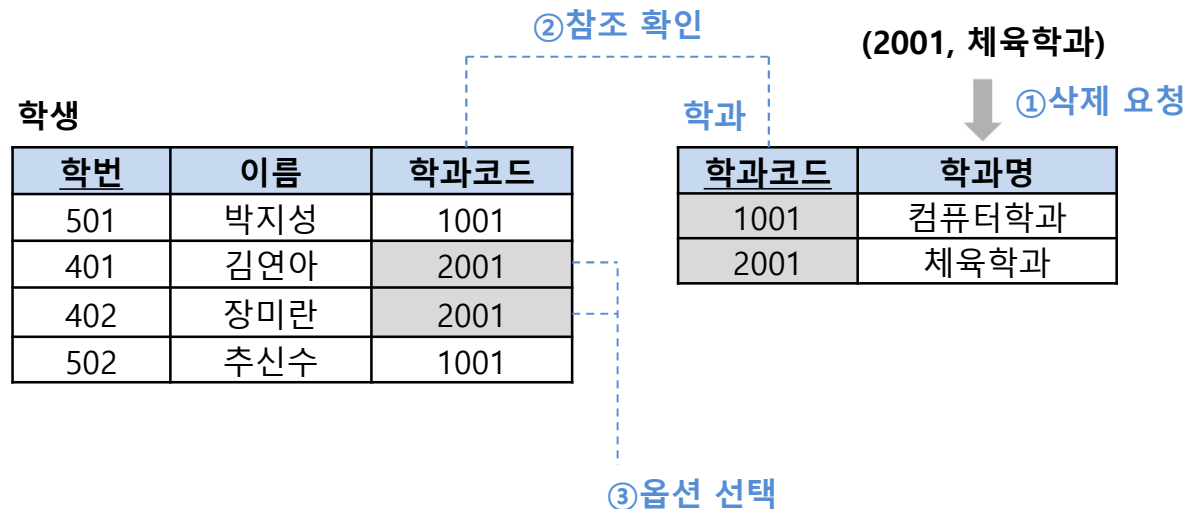 ②참조 확인
(2001, 체육학과)
①삭제 요청
학생
학번 이름 학과코드
501 박지성 1001
401 김연아 2001
402 장미란 2001
502 추신수 1001
학과
학과코드 학과명
1001 컴퓨터학과
2001 체육학과
③옵션 선택